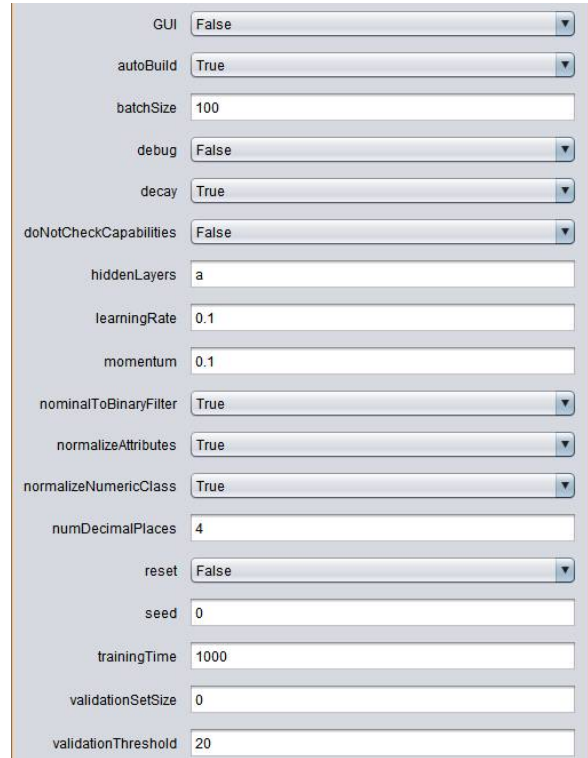 GUI False
autoBuild True
batchSize 100
debug False
decay True
doNotCheckCapabilities False
hiddenLayers a
learningRate 0.1
momentum 0.1
nominalToBinaryFilter True
normalizeAttributes True
normalizeNumericClass True
numDecimalPlaces 4
reset False
seed 0
trainingTime 1000
validationSetSize 0
validationThreshold 20